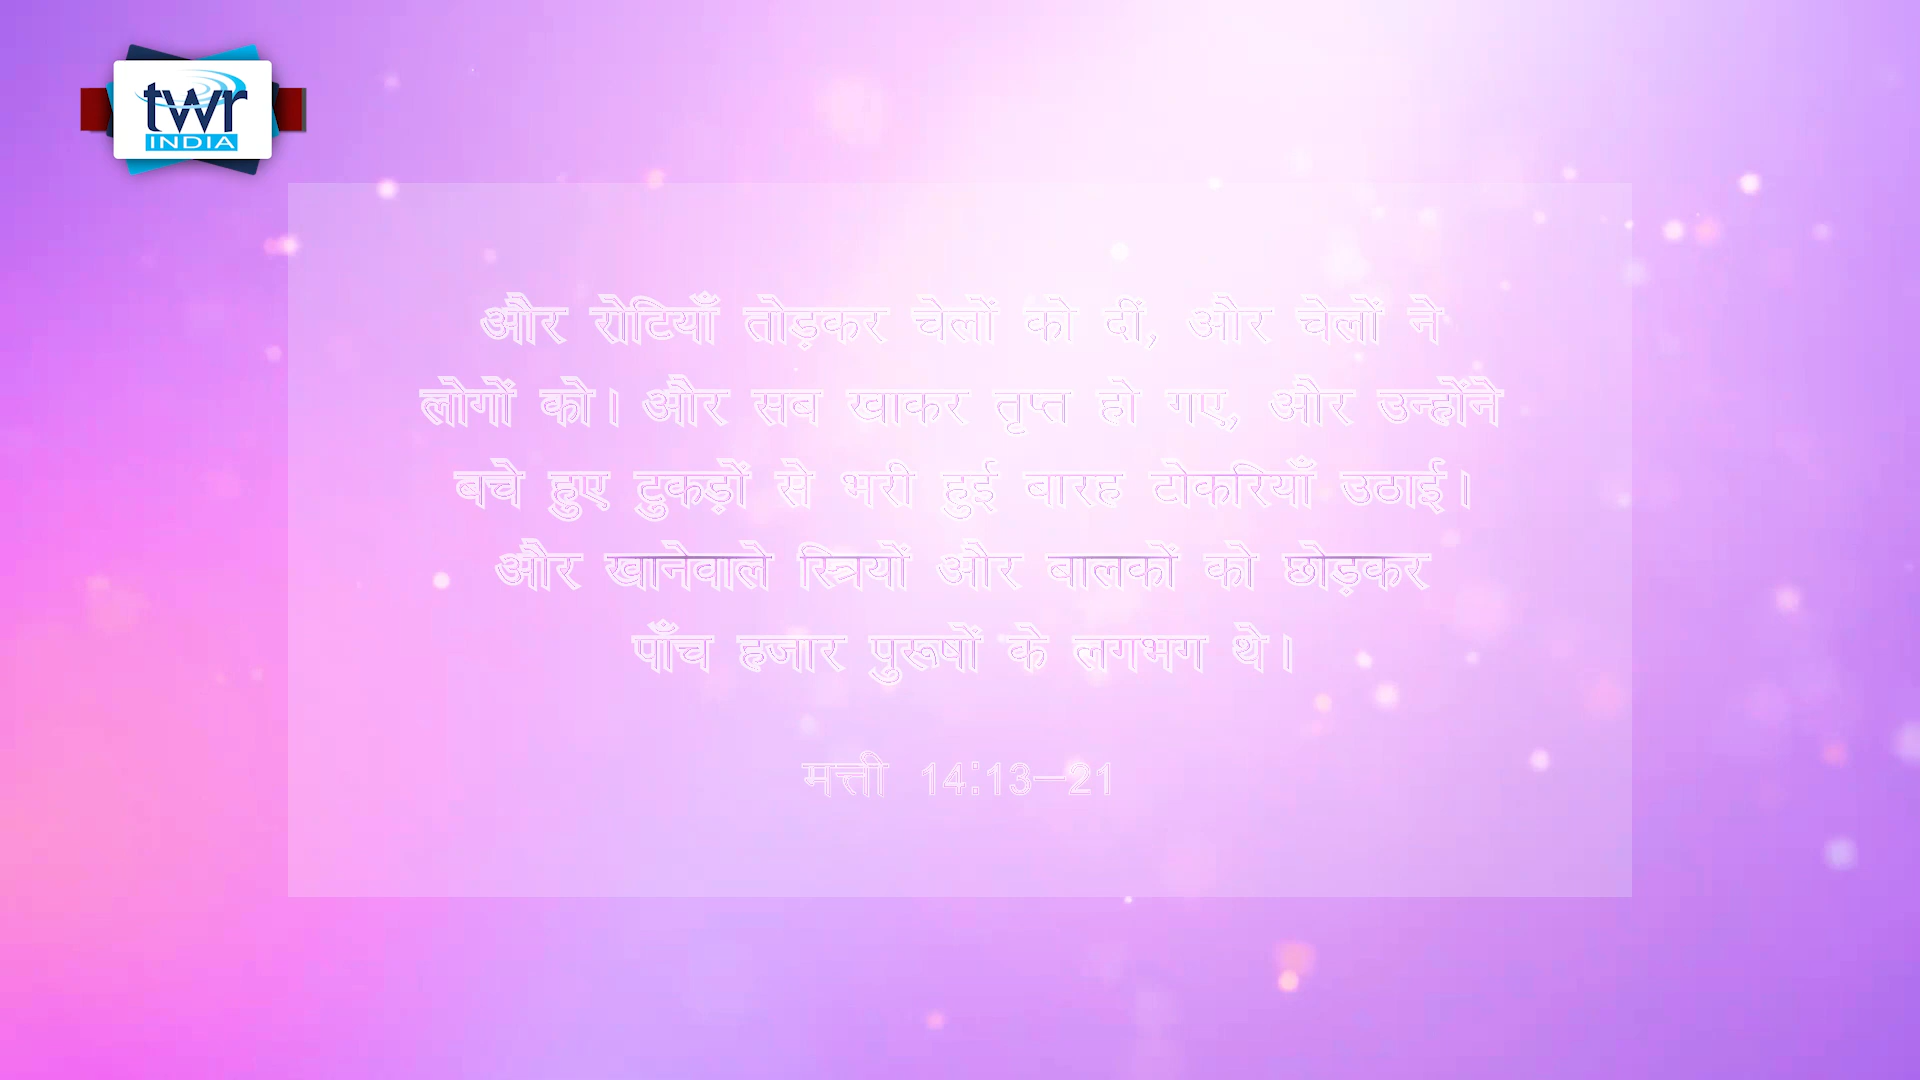 twr
INDIA
और रोटियाँ तोड़कर चेलों को दीं, और चेलों ने
लोगों को। और सब खाकर तृप्त हो गए, और उन्होंने
बचे हुए टुकड़ों से भरी हुई बारह टोकरियाँ उठाई।
और खानेवाले स्त्रियों और बालकों को छोड़कर
पाँच हजार पुरूषों के लगभग थे।
मत्ती 14:13–21